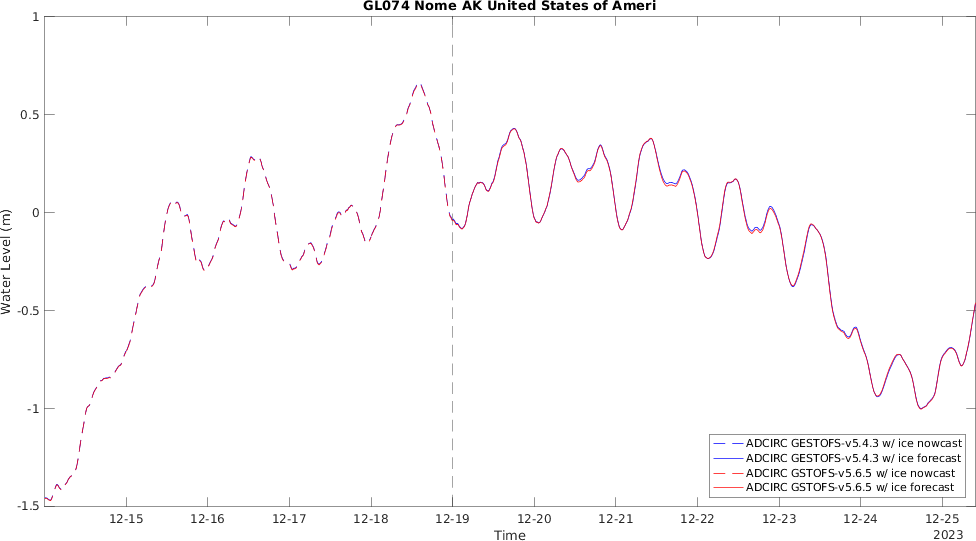 GL074 Nome AK United States of Ameri
Water Level (m)
1
0.5
0
-0.5
-1
-1.5
12-15 12-16 12-17 12-18 12-19 12-20 12-21 12-22 12-23 12-24 12-25
Time
2023
ADCIRC GESTOFS-v5.4.3 w/ ice nowcast
ADCIRC GESTOFS-v5.4.3 w/ ice forecast
ADCIRC GSTOFS-v5.6.5 w/ ice nowcast
ADCIRC GSTOFS-v5.6.5 w/ ice forecast